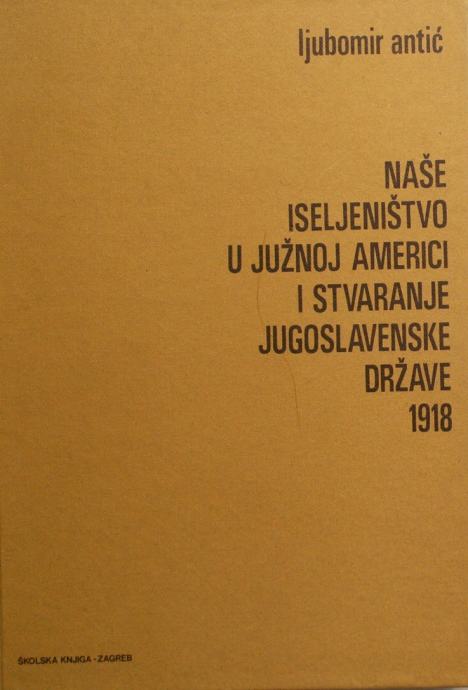 ljubomir antić
NAŠE
ISELJENIŠTVO
U JUŽNOJ AMERICI
I STVARANJE
JUGOSLAVENSKE
DRŽAVE
1918
ŠKOLSKA KNJIGA - ZAGREB